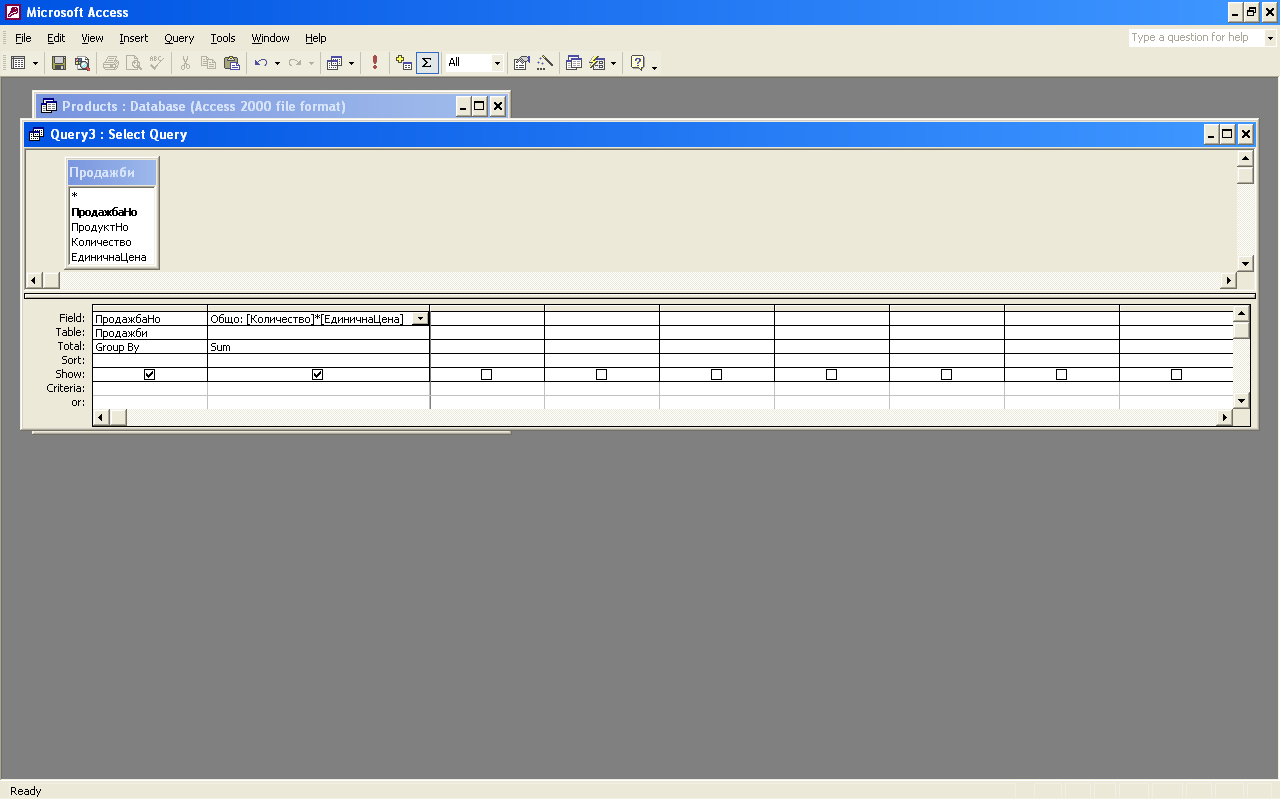 Microsoft Access
File Edit View Insert Query Tools Window Help Type a question for help
All
Products : Database (Access 2000 file format)
Query3 : Select Query
Продажби
*
ПродажбаНо
ПродуктНо
Количество
ЕдиничнаЦена
Field: ПродажбаНо Общо: [Количество]*[ЕдиничнаЦена]
Table: Продажби
Total: Group By Sum
Sort:
Show:
Criteria:
or:
Ready